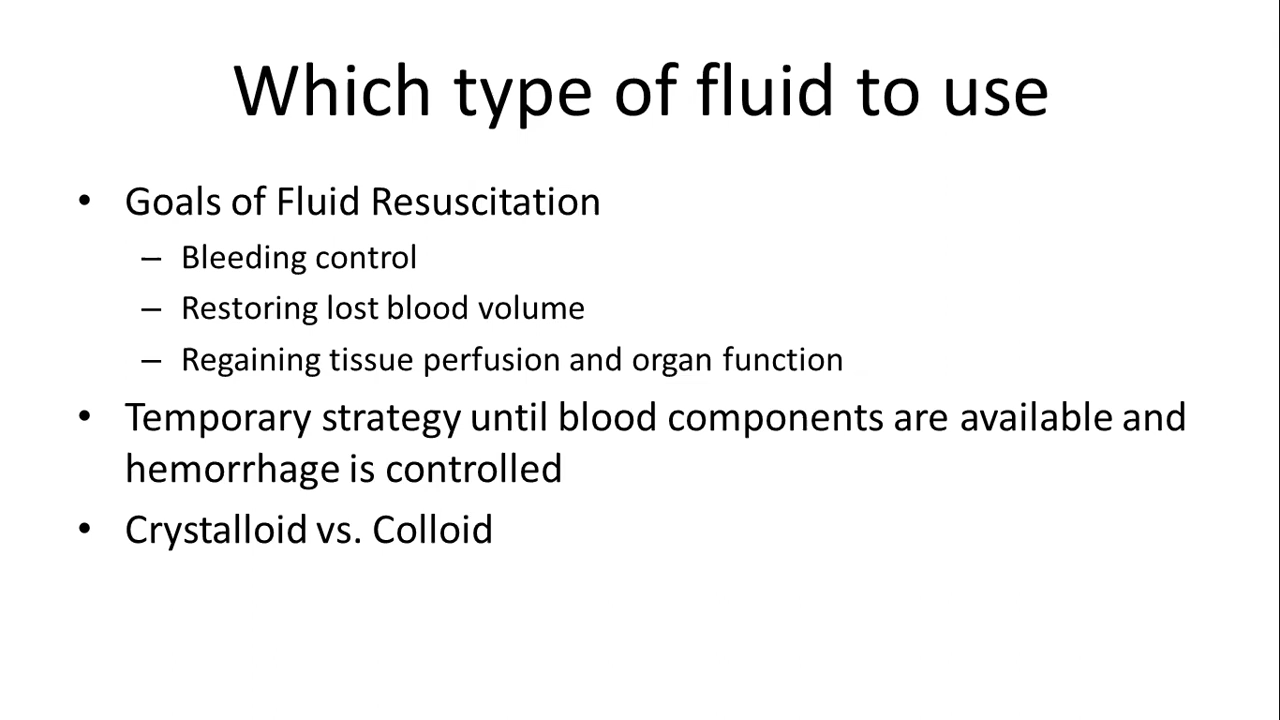 Which type of fluid to use
• Goals of Fluid Resuscitation
– Bleeding control
– Restoring lost blood volume
– Regaining tissue perfusion and organ function
• Temporary strategy until blood components are available and
hemorrhage is controlled
• Crystalloid vs. Colloid